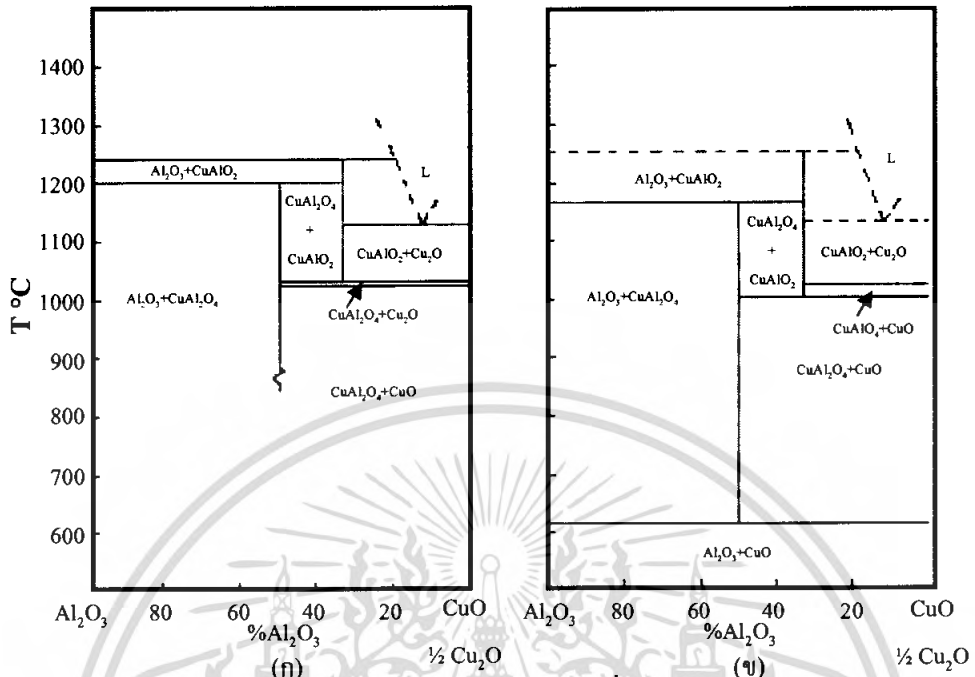 T °C
1400
1300
1200
1100
1000
900
800
700
600
Al₂O₃+CuAlO₂
L
CuAl₂O₄
+
CuAlO₂
CuAlO₂+Cu₂O
Al₂O₃+CuAl₂O₄
CuAl₂O₄+Cu₂O
CuAl₂O₄+CuO
Al₂O₃ 80 60 40 20 CuO
%Al₂O₃
½ Cu₂O
(ก)
Al₂O₃+CuAlO₂
L
CuAl₂O₄
+
CuAlO₂
CuAlO₂+Cu₂O
Al₂O₃+CuAl₂O₄
CuAlO₄+CuO
CuAl₂O₄+CuO
Al₂O₃+CuO
Al₂O₃ 80 60 40 20 CuO
%Al₂O₃
½ Cu₂O
(ข)